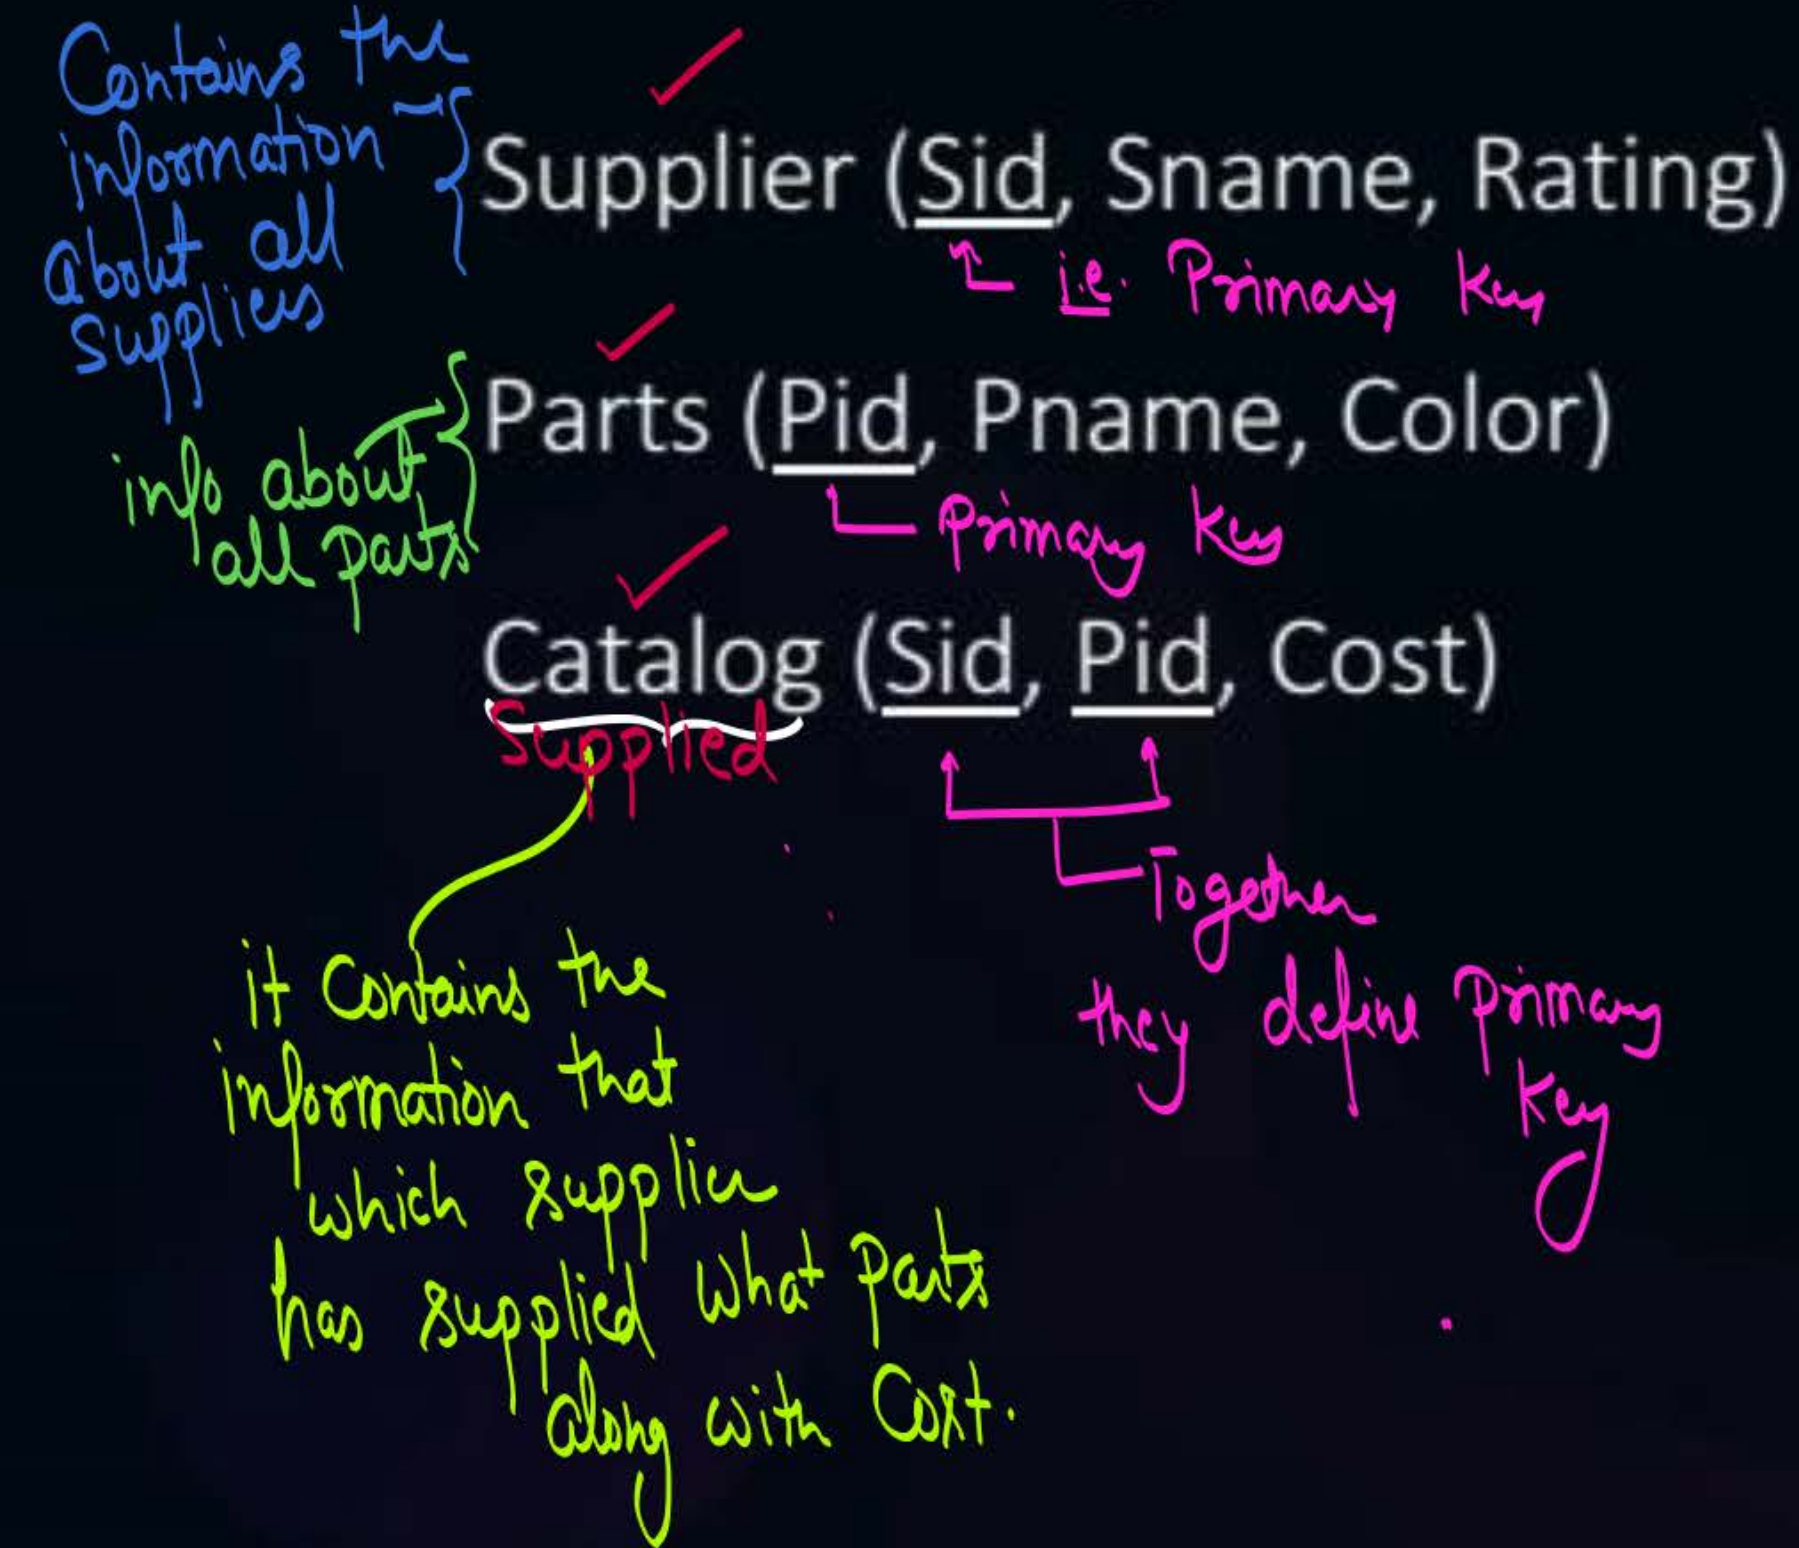 Contains the
information
about all
suppliers
Supplier (Sid, Sname, Rating)
i.e. Primary Key
info about
all parts
Parts (Pid, Pname, Color)
Primary Key
Catalog (Sid, Pid, Cost)
Supplied
Together
they define primary
key
it contains the
information that
which supplier
has supplied what parts
along with Cost.